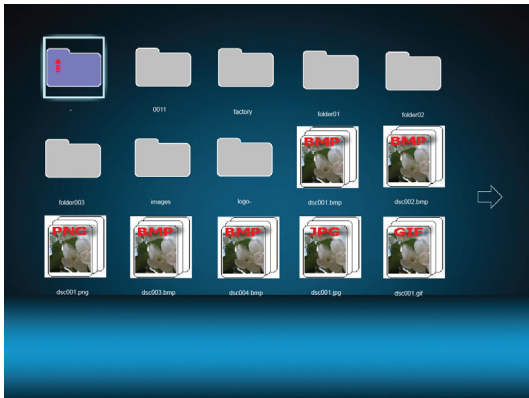 -
0011
factory
folder01
folder02
folder003
images
logo-
BMP
dsc001.bmp
BMP
dsc002.bmp
PNG
dsc001.png
BMP
dsc003.bmp
BMP
dsc004.bmp
JPG
dsc001.jpg
GIF
dsc001.gif